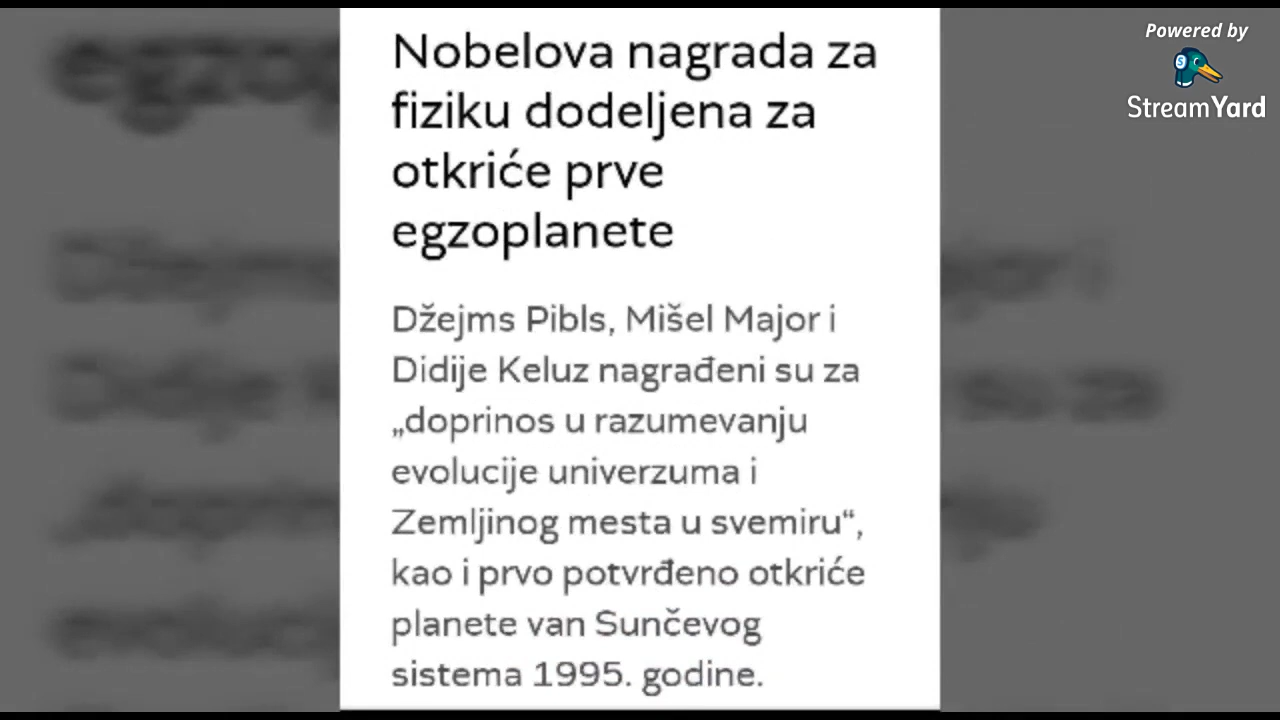 Powered by
StreamYard
Nobelova nagrada za
fiziku dodeljena za
otkriće prve
egzoplanete
Džejms Pibls, Mišel Major i
Didije Keluz nagrađeni su za
„doprinos u razumevanju
evolucije univerzuma i
Zemljinog mesta u svemiru“,
kao i prvo potvrđeno otkriće
planete van Sunčevog
sistema 1995. godine.